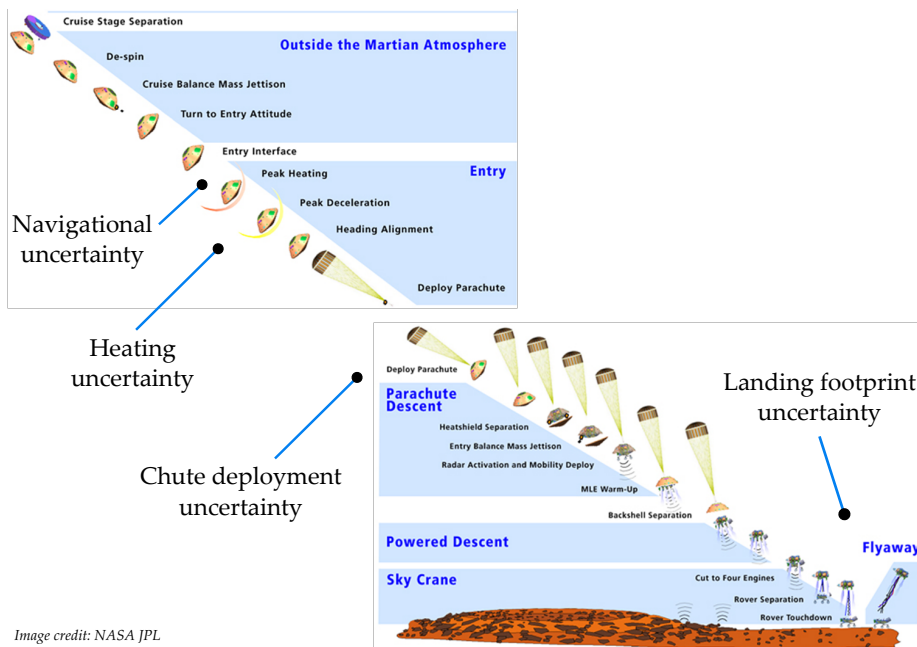 Cruise Stage Separation
Outside the Martian Atmosphere
De-spin
Cruise Balance Mass Jettison
Turn to Entry Attitude
Entry Interface
Entry
Peak Heating
Peak Deceleration
Heading Alignment
Deploy Parachute
Navigational
uncertainty
Heating
uncertainty
Chute deployment
uncertainty
Landing footprint
uncertainty
Deploy Parachute
Parachute
Descent
Heatshield Separation
Entry Balance Mass Jettison
Radar Activation and Mobility Deploy
MLE Warm-Up
Backshell Separation
Powered Descent
Flyaway
Sky Crane
Cut to Four Engines
Rover Separation
Rover Touchdown
Image credit: NASA JPL